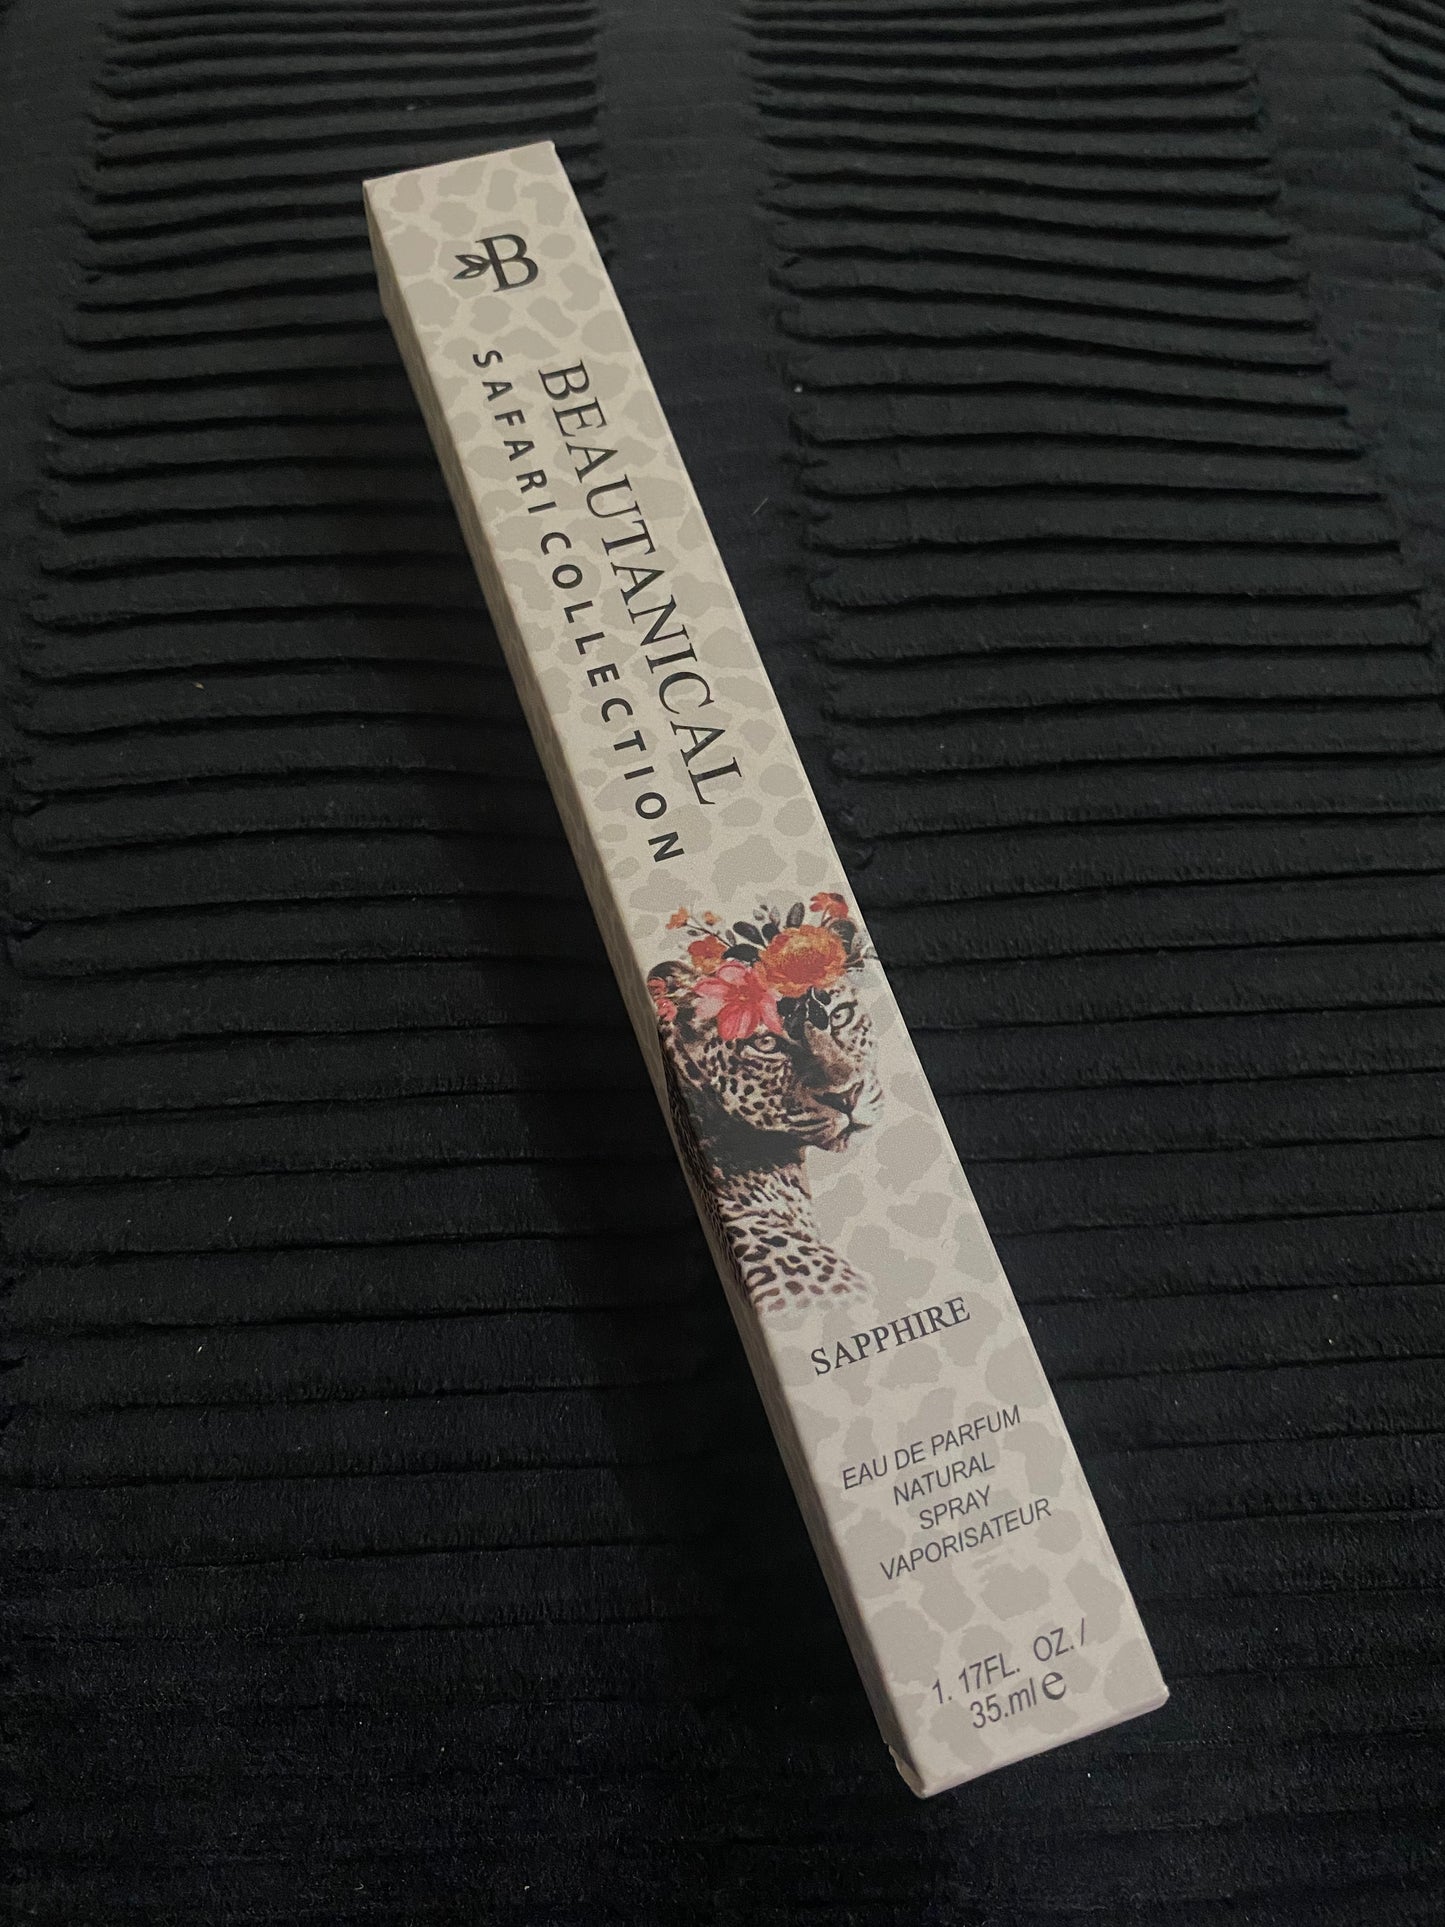 B
BEAUTANICAL
SAFARI COLLECTION
SAPPHIRE
EAU DE PARFUM
NATURAL
SPRAY
VAPORISATEUR
1. 17FL. OZ. /
35.ml e